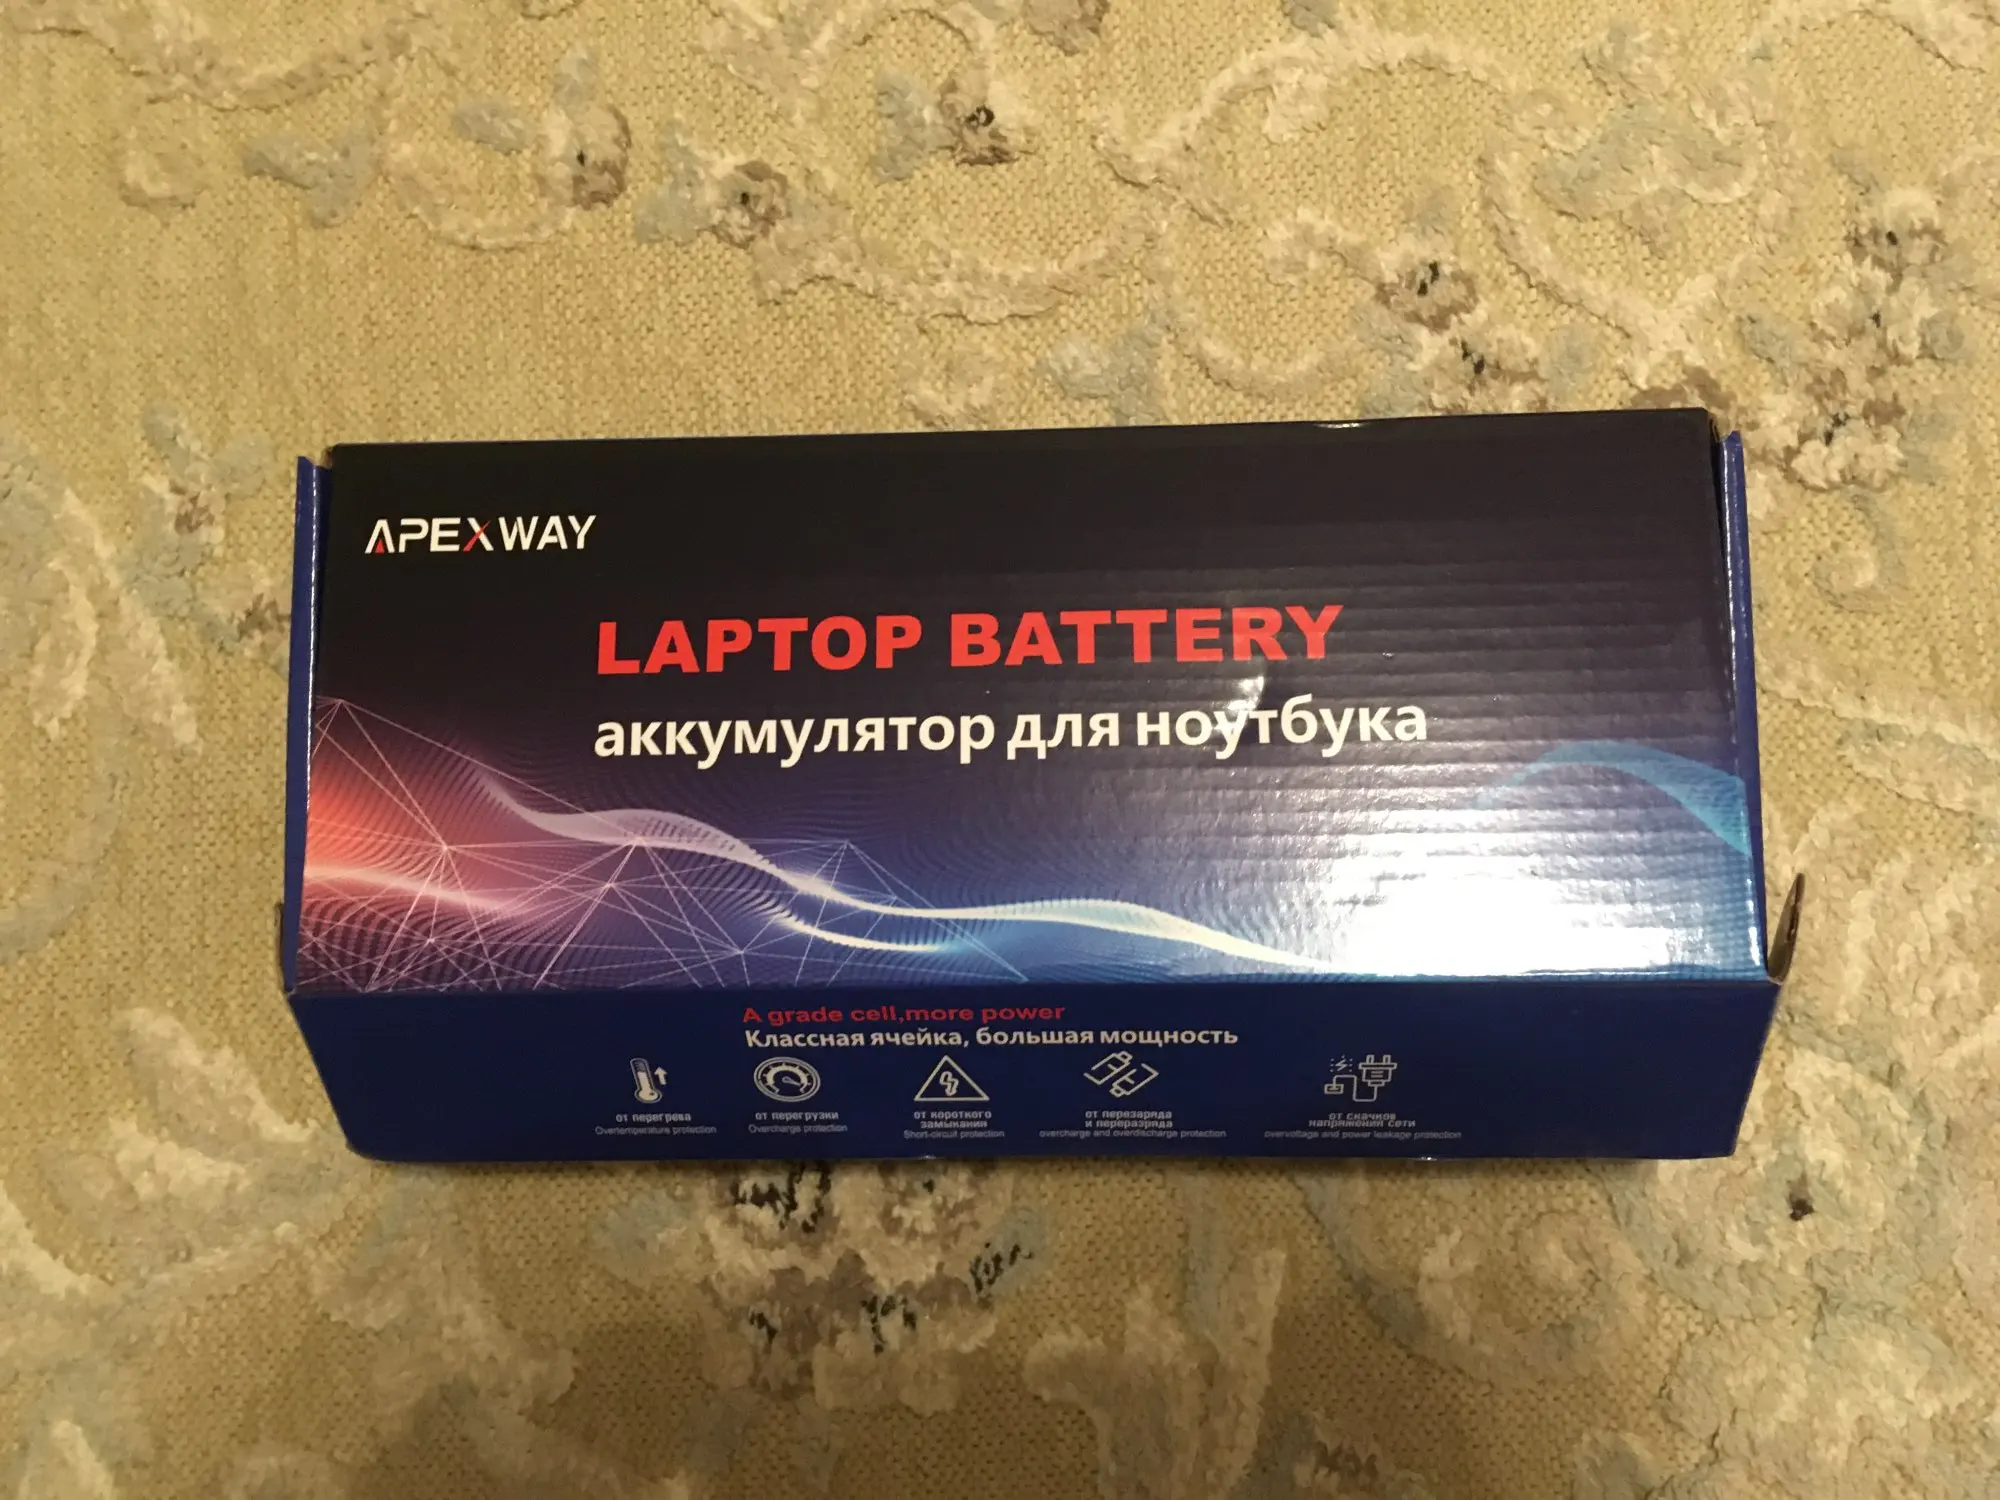 APEXWAY
LAPTOP BATTERY
аккумулятор для ноутбука
A grade cell,more power
Классная ячейка, большая мощность
от перегрева
Overtemperature protection
от перегрузки
Overcharge protection
от короткого
замыкания
Short-circuit protection
от перезаряда
и переразряда
overcharge and overdischarge protection
от скачков
напряжения сети
overvoltage and power leakage protection